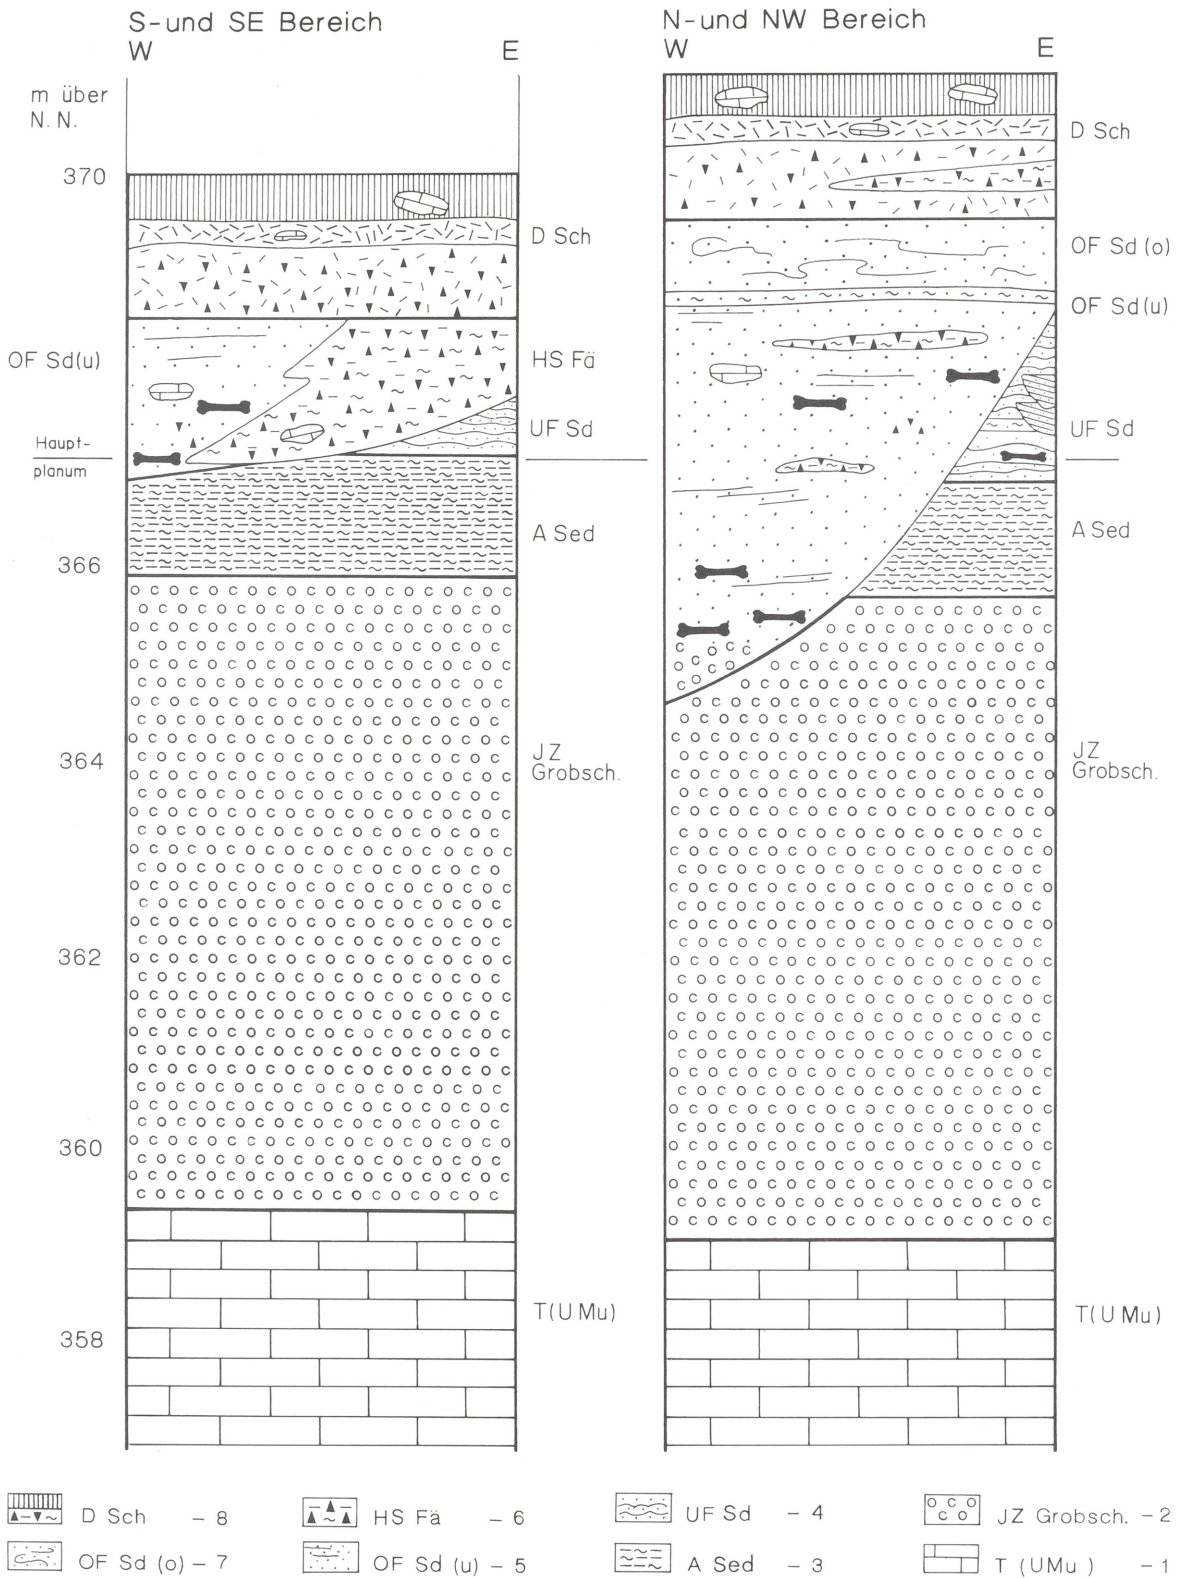 S-und SE Bereich
W E
N-und NW Bereich
W E
m über
N.N.
370
D Sch
OF Sd(u)
HS Fä
UF Sd
Haupt-
planum
A Sed
366
364
JZ
Grobsch.
362
360
358
T(U Mu)
D Sch
OF Sd (o)
OF Sd(u)
UF Sd
A Sed
JZ
Grobsch.
T(U Mu)
D Sch - 8
HS Fä - 6
UF Sd - 4
JZ Grobsch. - 2
OF Sd (o) - 7
OF Sd (u) - 5
A Sed - 3
T (UMu) - 1